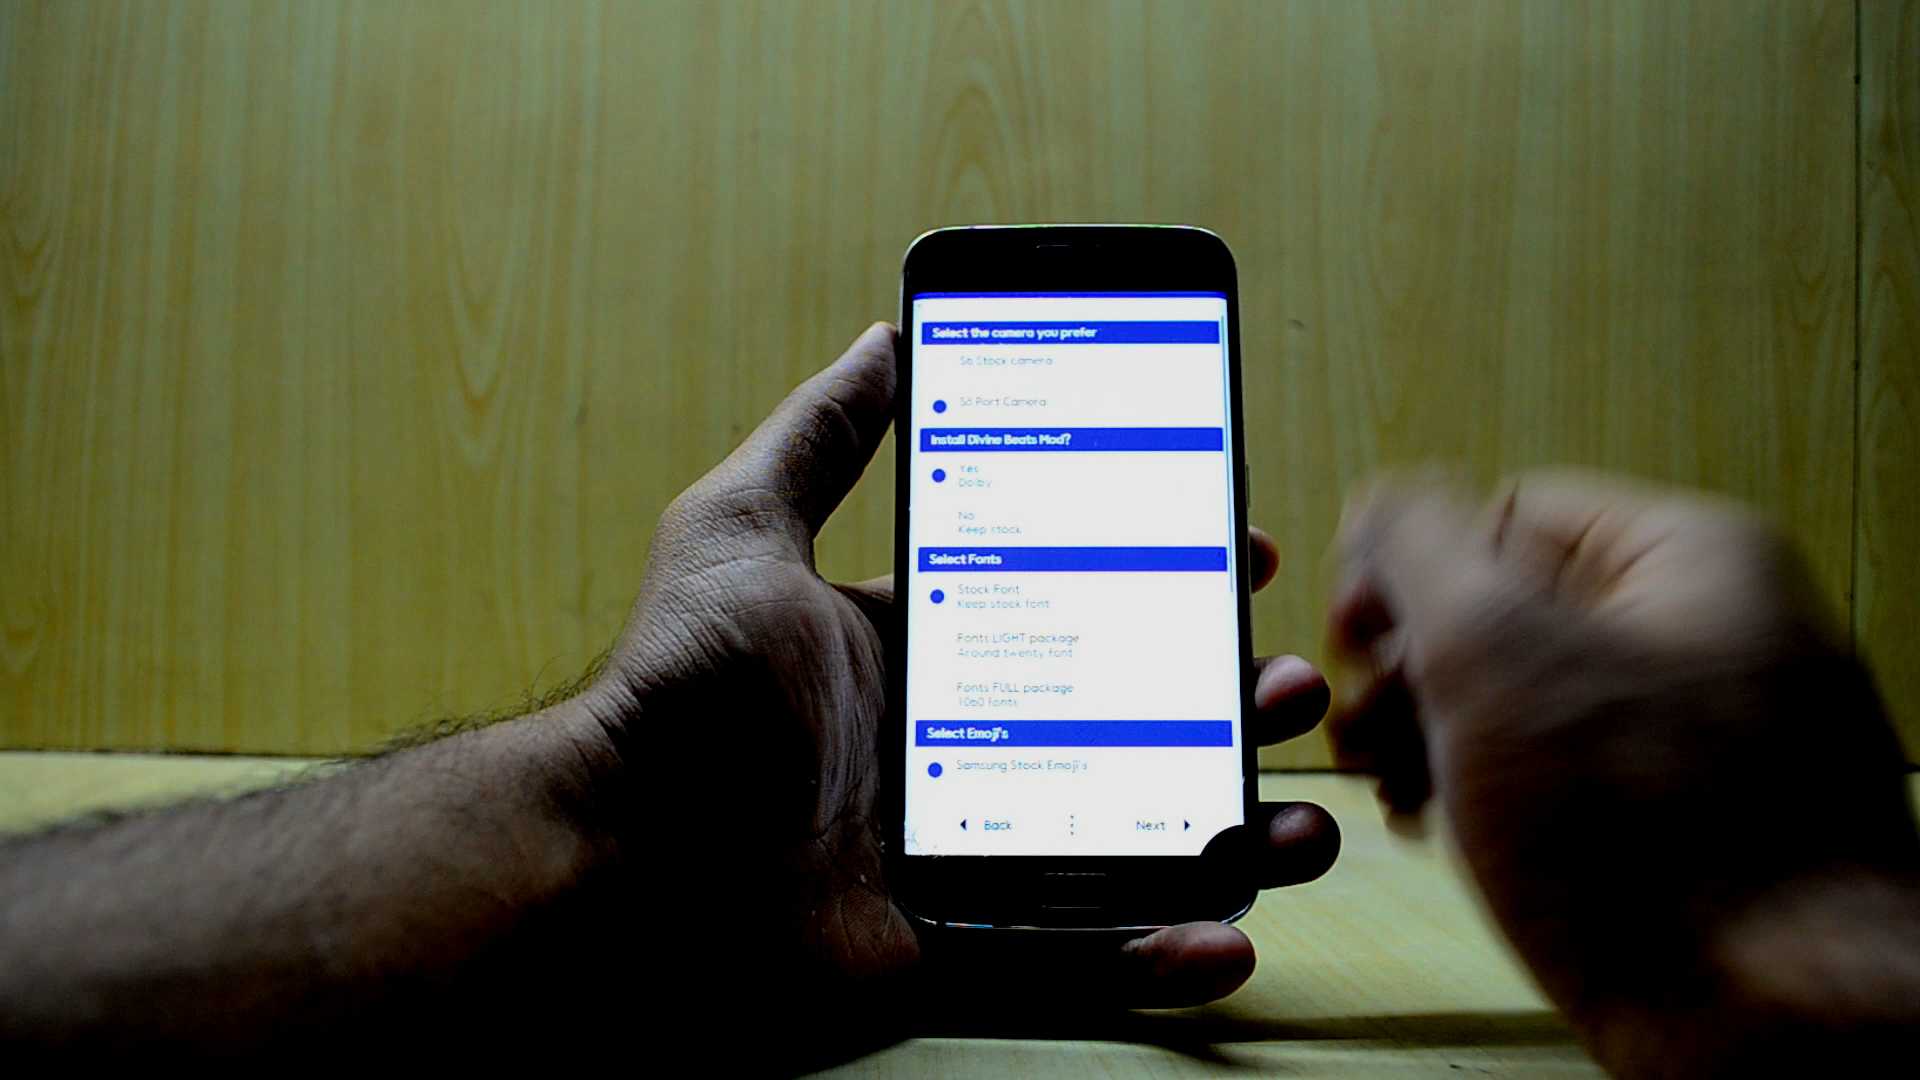 Select the camera you prefer
S6 Stock camera
S8 Port Camera
Install Divine Beats Mod?
Yes
Dolby
No
Keep stock
Select Fonts
Stock Font
Keep stock font
Fonts LIGHT package
Around twenty font
Fonts FULL package
1060 fonts
Select Emoji's
Samsung Stock Emoji's
Back
Next